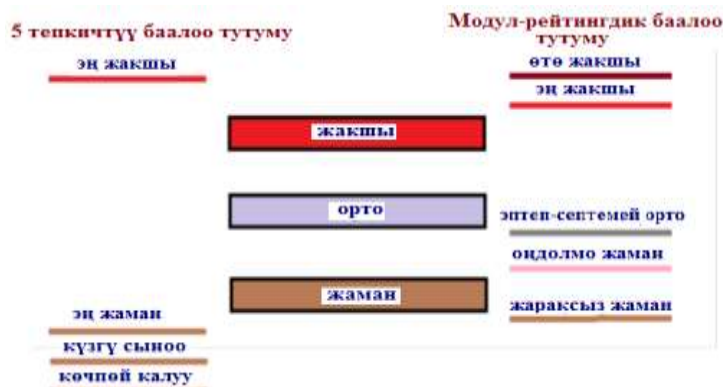 5 тепкичтүү баалоо тутуму
Модул-рейтингдик баалоо
тутуму
эң жакшы
өтө жакшы
эң жакшы
жакшы
орто
эптеп-септемей орто
оңдолмо жаман
жаман
жараксыз жаман
эң жаман
күзгү сыноо
көчпөй калуу